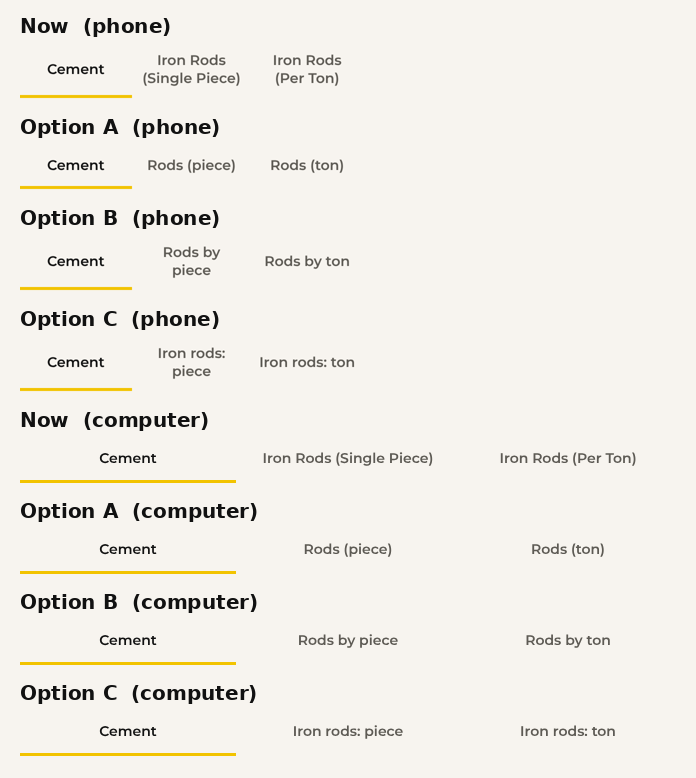 Now (phone)
Cement
Iron Rods
(Single Piece)
Iron Rods
(Per Ton)
Option A (phone)
Cement Rods (piece) Rods (ton)
Option B (phone)
Cement
Rods by
piece
Rods by ton
Option C (phone)
Cement
Iron rods:
piece
Iron rods: ton
Now (computer)
Cement Iron Rods (Single Piece) Iron Rods (Per Ton)
Option A (computer)
Cement Rods (piece) Rods (ton)
Option B (computer)
Cement Rods by piece Rods by ton
Option C (computer)
Cement Iron rods: piece Iron rods: ton